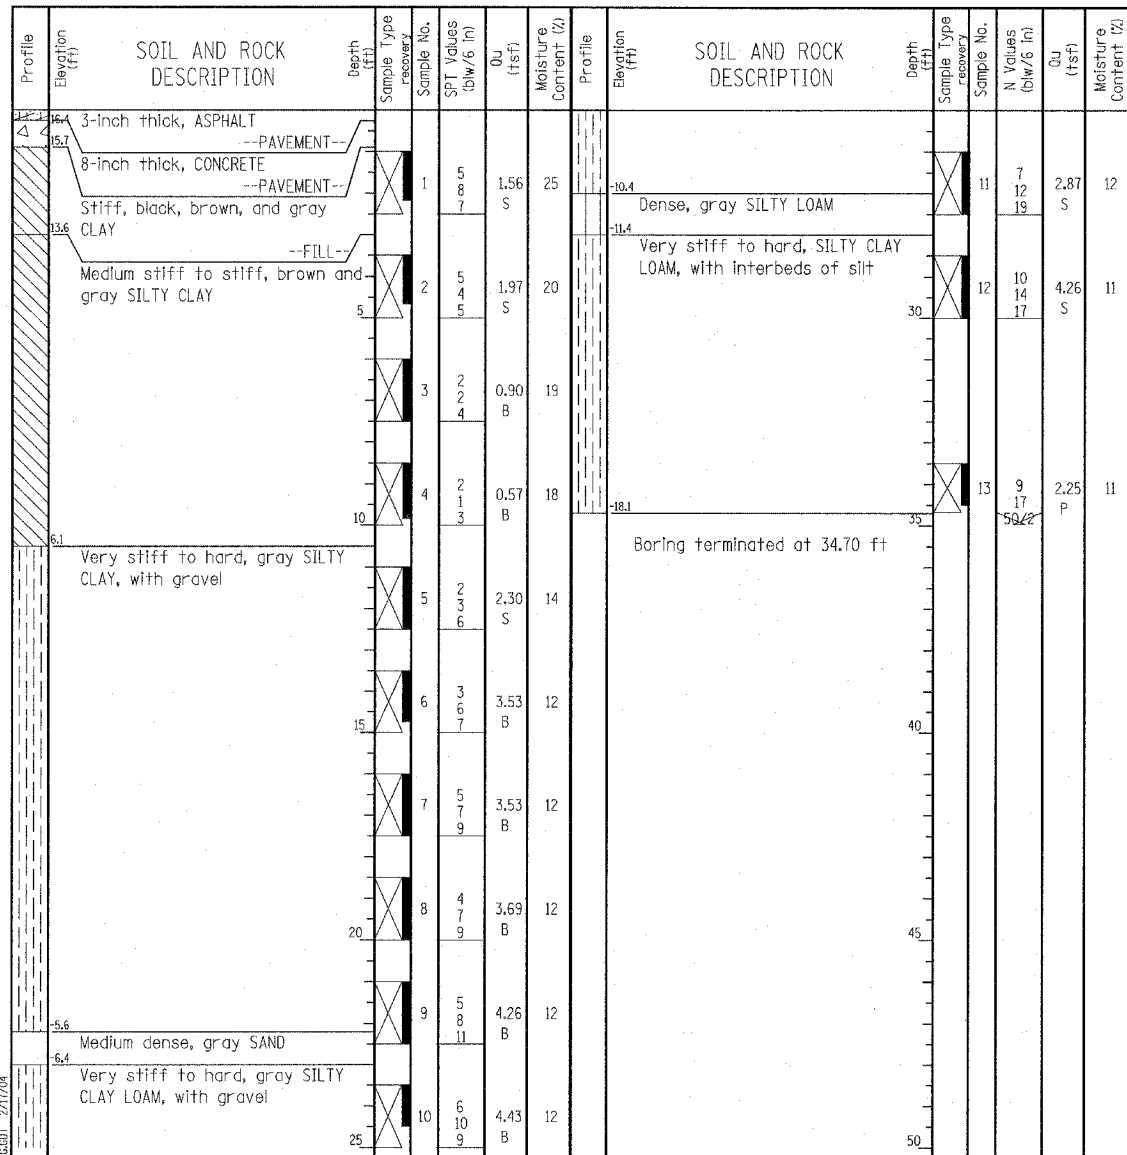 Profile
Elevation (ft)
SOIL AND ROCK DESCRIPTION
Depth (ft)
Sample Type recovery
Sample No.
SPT Values (blw/6 in)
Qu (tsf)
Moisture Content (%)
16.4
3-inch thick, ASPHALT
--PAVEMENT--
15.7
8-inch thick, CONCRETE
--PAVEMENT--
Stiff, black, brown, and gray
CLAY
13.6
--FILL--
Medium stiff to stiff, brown and
gray SILTY CLAY
1 5 8 7 1.56 S 25
2 5 4 5 1.97 S 20
5
3 2 2 4 0.90 B 19
4 2 1 3 0.57 B 18
10
6.1
Very stiff to hard, gray SILTY
CLAY, with gravel
5 2 3 6 2.30 S 14
6 3 6 7 3.53 B 12
15
7 5 7 9 3.53 B 12
8 4 7 9 3.69 B 12
20
9 5 8 11 4.26 B 12
-5.6
Medium dense, gray SAND
-6.4
Very stiff to hard, gray SILTY
CLAY LOAM, with gravel
10 6 10 9 4.43 B 12
25
2/17/04
Profile
Elevation (ft)
SOIL AND ROCK DESCRIPTION
Depth (ft)
Sample Type recovery
Sample No.
N Values (blw/6 in)
Qu (tsf)
Moisture Content (%)
11 7 12 19 2.87 S 12
-10.4
Dense, gray SILTY LOAM
-11.4
Very stiff to hard, SILTY CLAY
LOAM, with interbeds of silt
12 10 14 17 4.26 S 11
30
13 9 17 50/2 2.25 P 11
-18.1
35
Boring terminated at 34.70 ft
40
45
50